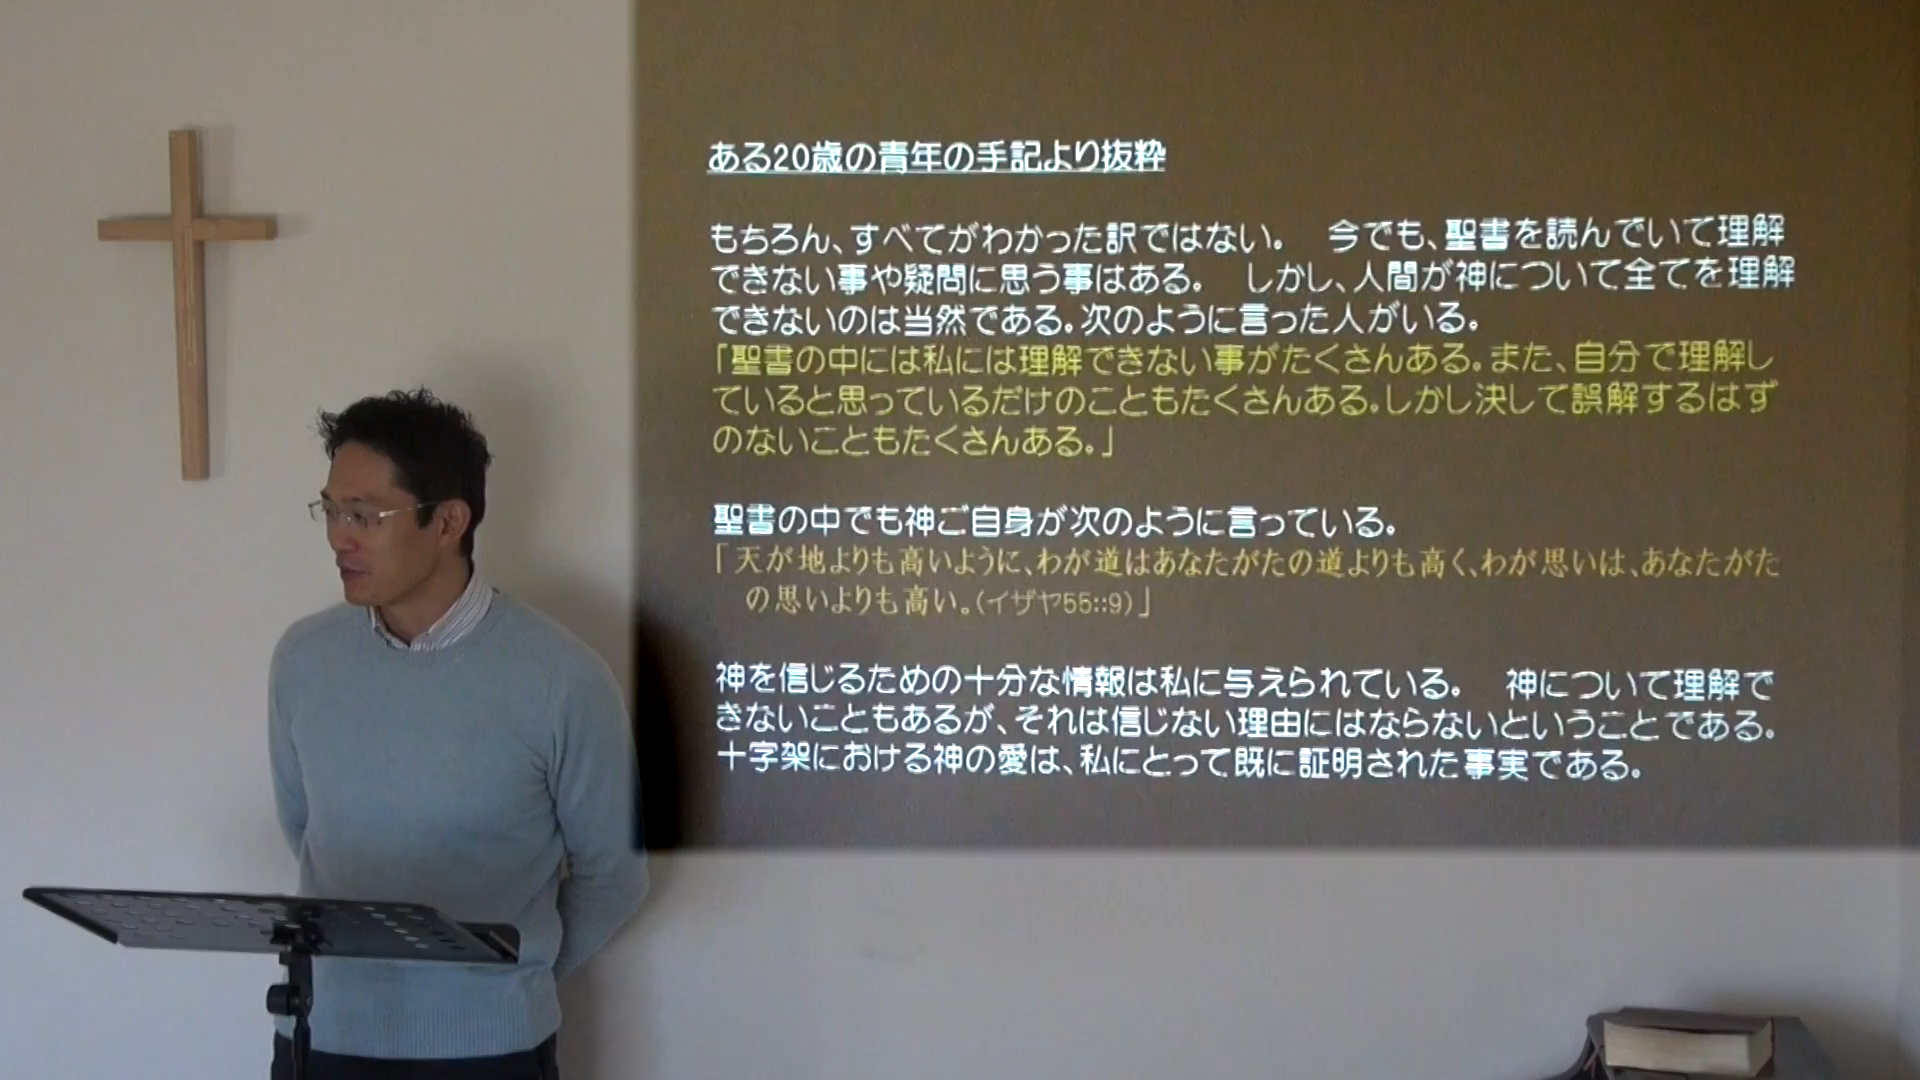 ある20歳の青年の手記より抜粋
もちろん、すべてがわかった訳ではない。　今でも、聖書を読んでいて理解
できない事や疑問に思う事はある。　しかし、人間が神について全てを理解
できないのは当然である。次のように言った人がいる。
「聖書の中には私には理解できない事がたくさんある。また、自分で理解し
ていると思っているだけのこともたくさんある。しかし決して誤解するはず
のないこともたくさんある。」
聖書の中でも神ご自身が次のように言っている。
「天が地よりも高いように、わが道はあなたがたの道よりも高く、わが思いは、あなたがた
の思いよりも高い。（イザヤ55::9）」
神を信じるための十分な情報は私に与えられている。　神について理解で
きないこともあるが、それは信じない理由にはならないということである。
十字架における神の愛は、私にとって既に証明された事実である。